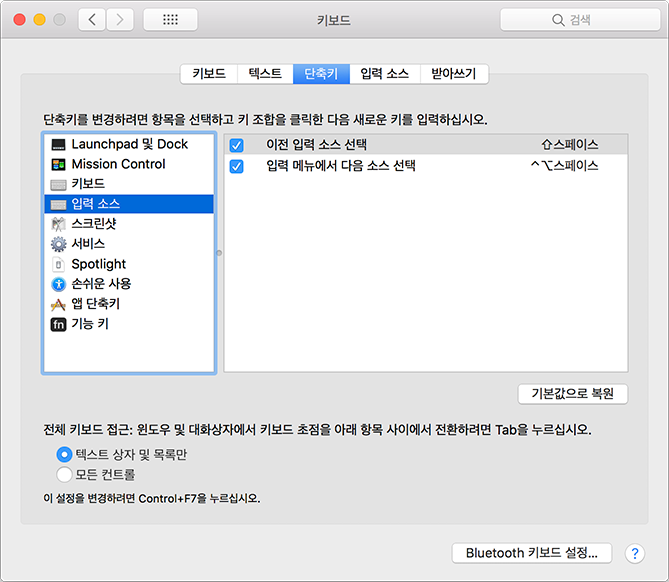 키보드
검색
키보드 텍스트 단축키 입력 소스 받아쓰기
단축키를 변경하려면 항목을 선택하고 키 조합을 클릭한 다음 새로운 키를 입력하십시오.
Launchpad 및 Dock
Mission Control
키보드
입력 소스
스크린샷
서비스
Spotlight
손쉬운 사용
앱 단축키
fn 기능 키
이전 입력 소스 선택 ⇧스페이스
입력 메뉴에서 다음 소스 선택 ^⌥스페이스
기본값으로 복원
전체 키보드 접근: 윈도우 및 대화상자에서 키보드 초점을 아래 항목 사이에서 전환하려면 Tab을 누르십시오.
텍스트 상자 및 목록만
모든 컨트롤
이 설정을 변경하려면 Control+F7을 누르십시오.
Bluetooth 키보드 설정... ?